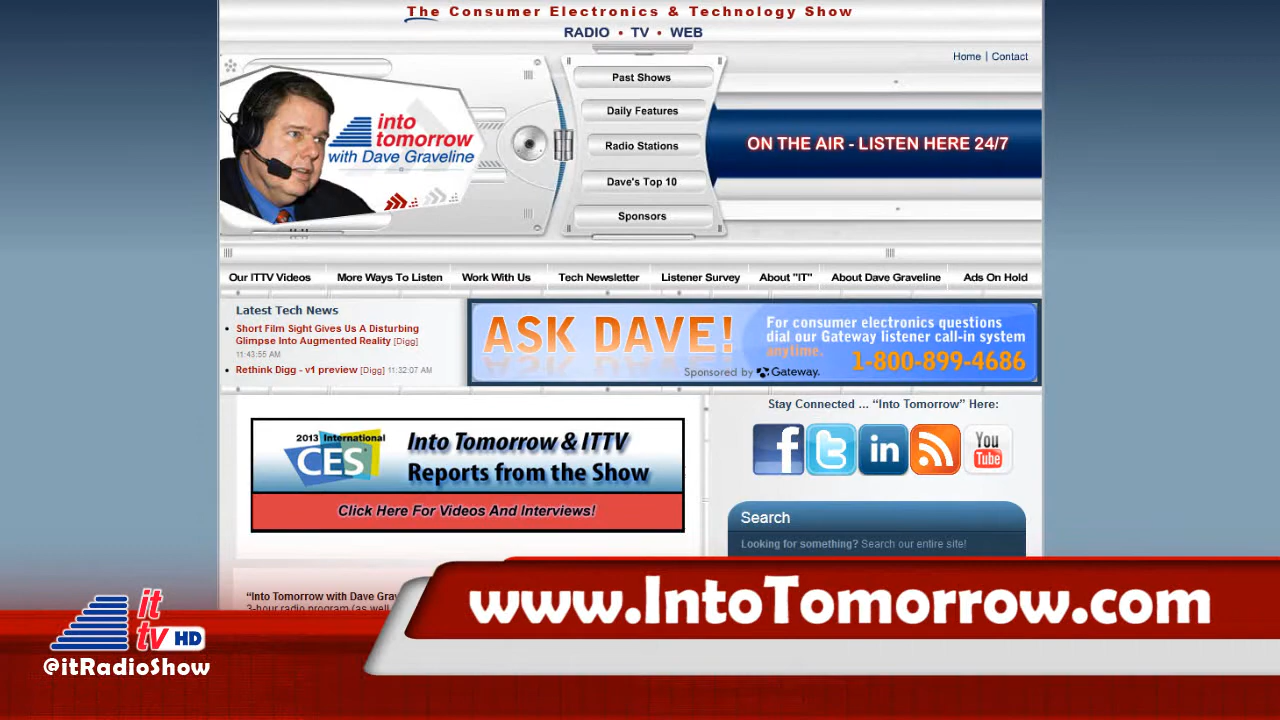 The Consumer Electronics & Technology Show
RADIO • TV • WEB
Home | Contact
into
tomorrow
with Dave Graveline
Past Shows
Daily Features
Radio Stations
Dave's Top 10
Sponsors
ON THE AIR - LISTEN HERE 24/7
Our ITTV Videos
More Ways To Listen
Work With Us
Tech Newsletter
Listener Survey
About "IT"
About Dave Graveline
Ads On Hold
Latest Tech News
Short Film Sight Gives Us A Disturbing
Glimpse Into Augmented Reality [Digg]
11:43:55 AM
Rethink Digg - v1 preview [Digg] 11:32:07 AM
ASK DAVE!
For consumer electronics questions
dial our Gateway listener call-in system
anytime. 1-800-899-4686
Sponsored by Gateway.
2013 International
CES
Into Tomorrow & ITTV
Reports from the Show
Click Here For Videos And Interviews!
Stay Connected ... “Into Tomorrow” Here:
f
t
in
You
Tube
Search
Looking for something? Search our entire site!
“Into Tomorrow with Dave Grav
3-hour radio program (as well
www.IntoTomorrow.com
it
tv HD
@itRadioShow